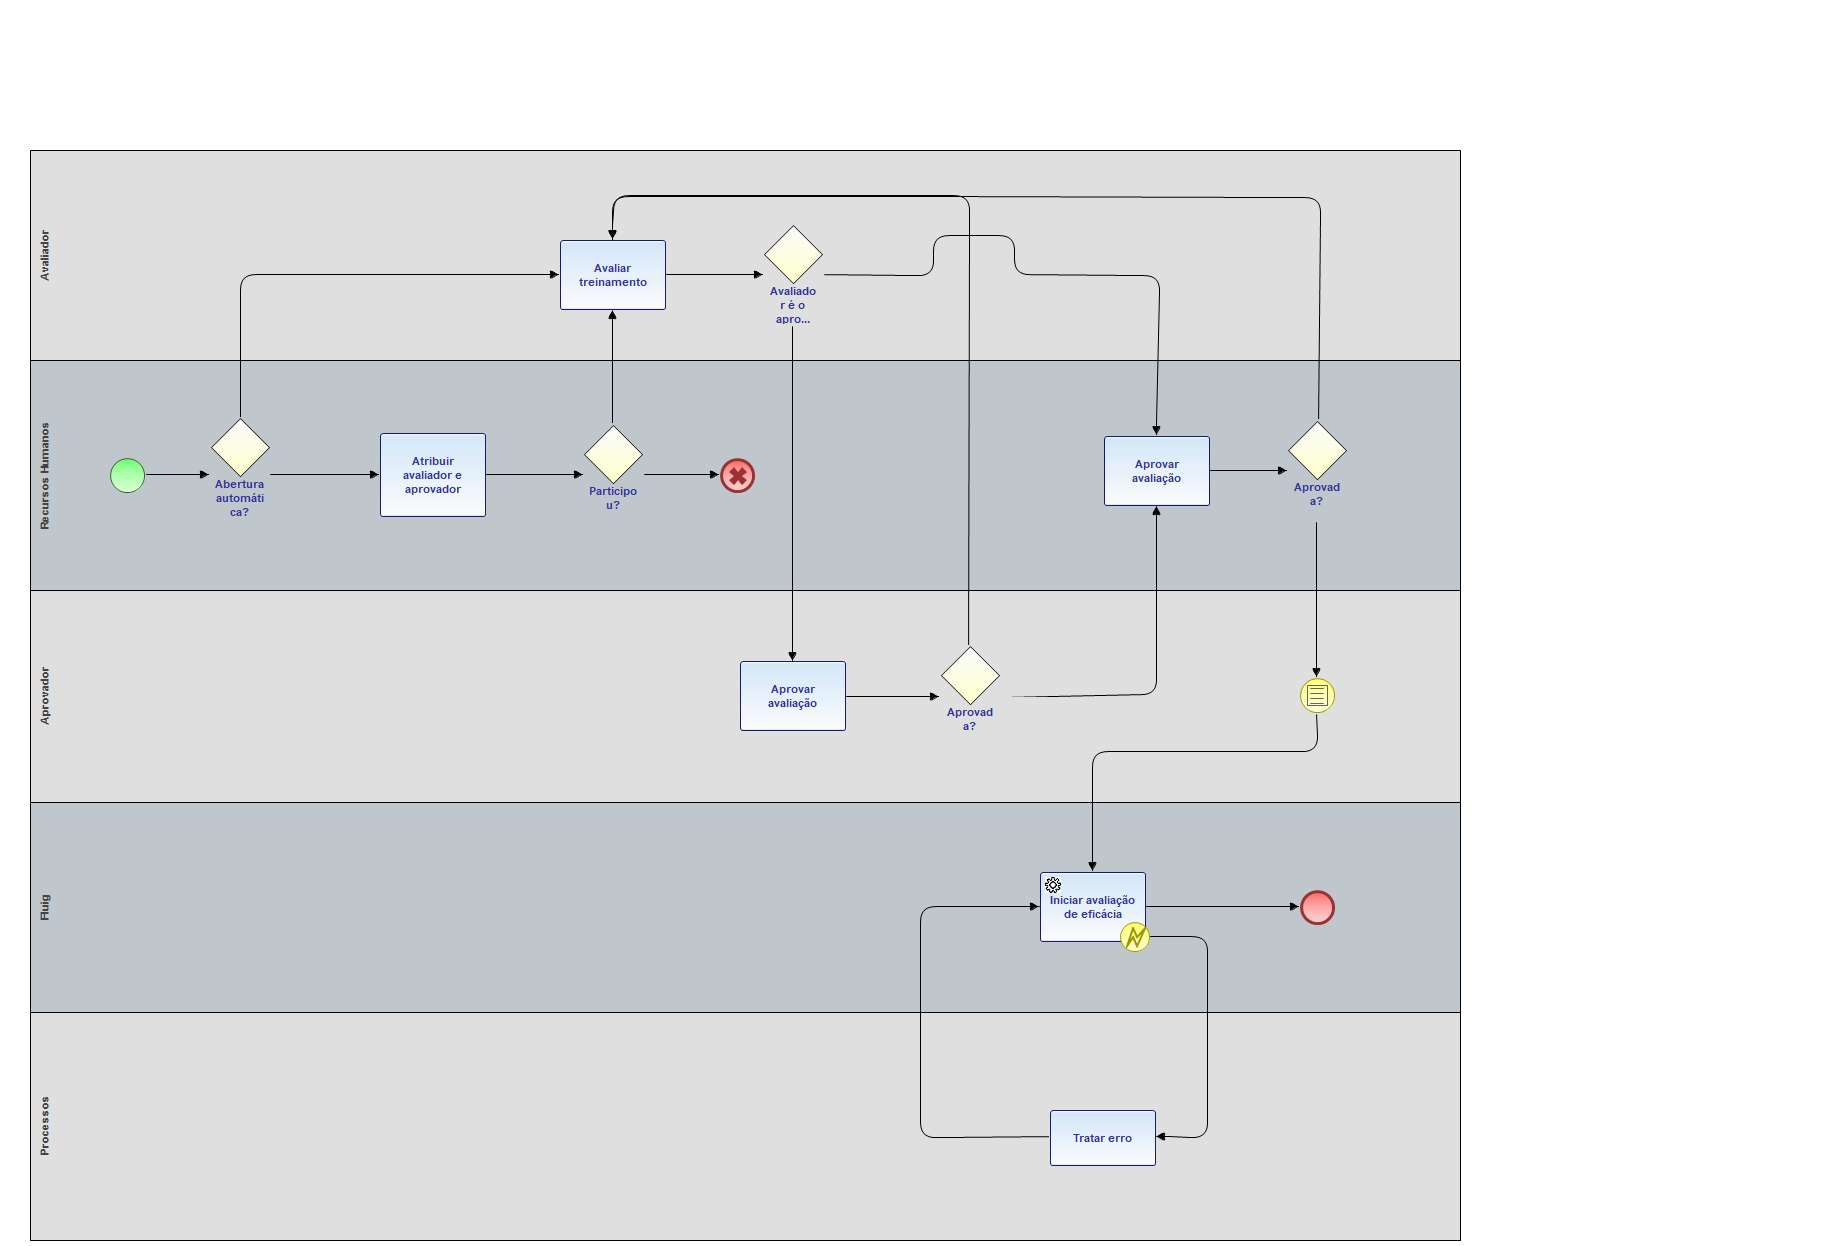 Avaliador
Avaliar
treinamento
Avaliado
r é o
apro...
Recursos Humanos
Abertura
automáti
ca?
Atribuir
avaliador e
aprovador
Participo
u?
Aprovar
avaliação
Aprovad
a?
Aprovador
Aprovar
avaliação
Aprovad
a?
Fluig
Iniciar avaliação
de eficácia
Processos
Tratar erro